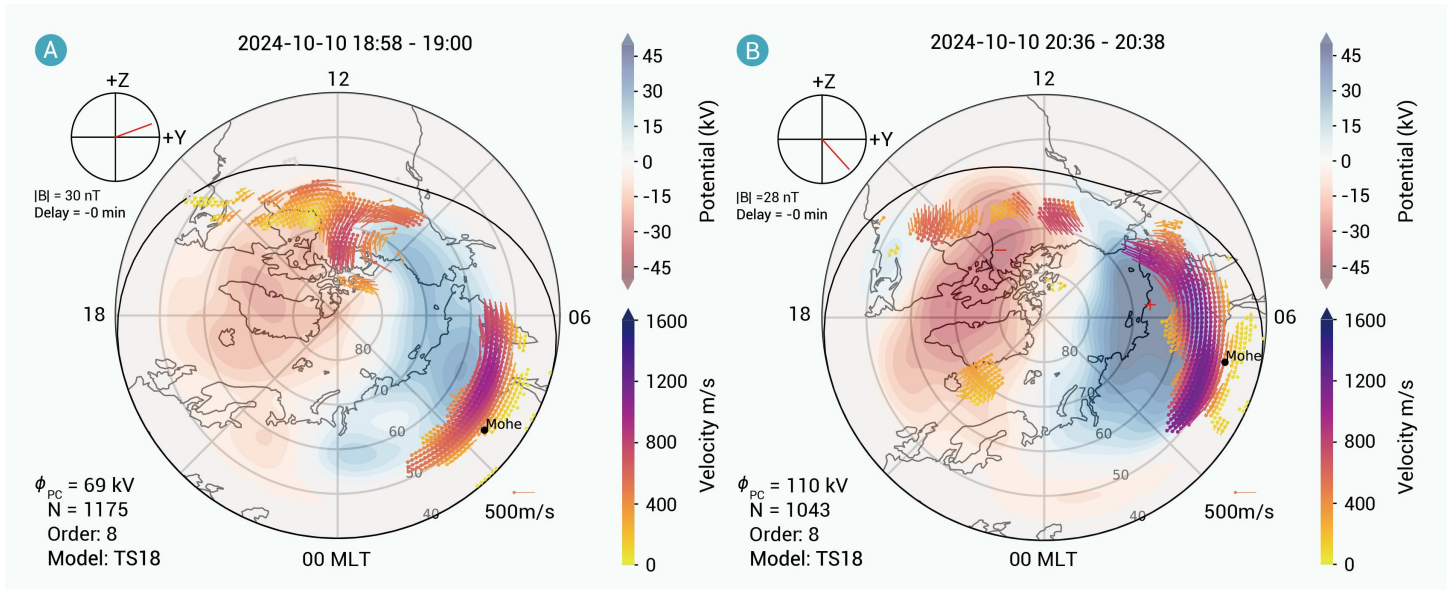 A
2024-10-10 18:58 - 19:00
12
+Z
+Y
|B| = 30 nT
Delay = -0 min
18
06
80
70
60
50
40
Mohe
ϕPC = 69 kV
N = 1175
Order: 8
Model: TS18
00 MLT
500m/s
45
30
15
0
-15
-30
-45
Potential (kV)
1600
1200
800
400
0
Velocity m/s
B
2024-10-10 20:36 - 20:38
12
+Z
+Y
|B| =28 nT
Delay = -0 min
18
06
80
70
60
50
40
Mohe
ϕPC = 110 kV
N = 1043
Order: 8
Model: TS18
00 MLT
500m/s
45
30
15
0
-15
-30
-45
Potential (kV)
1600
1200
800
400
0
Velocity m/s